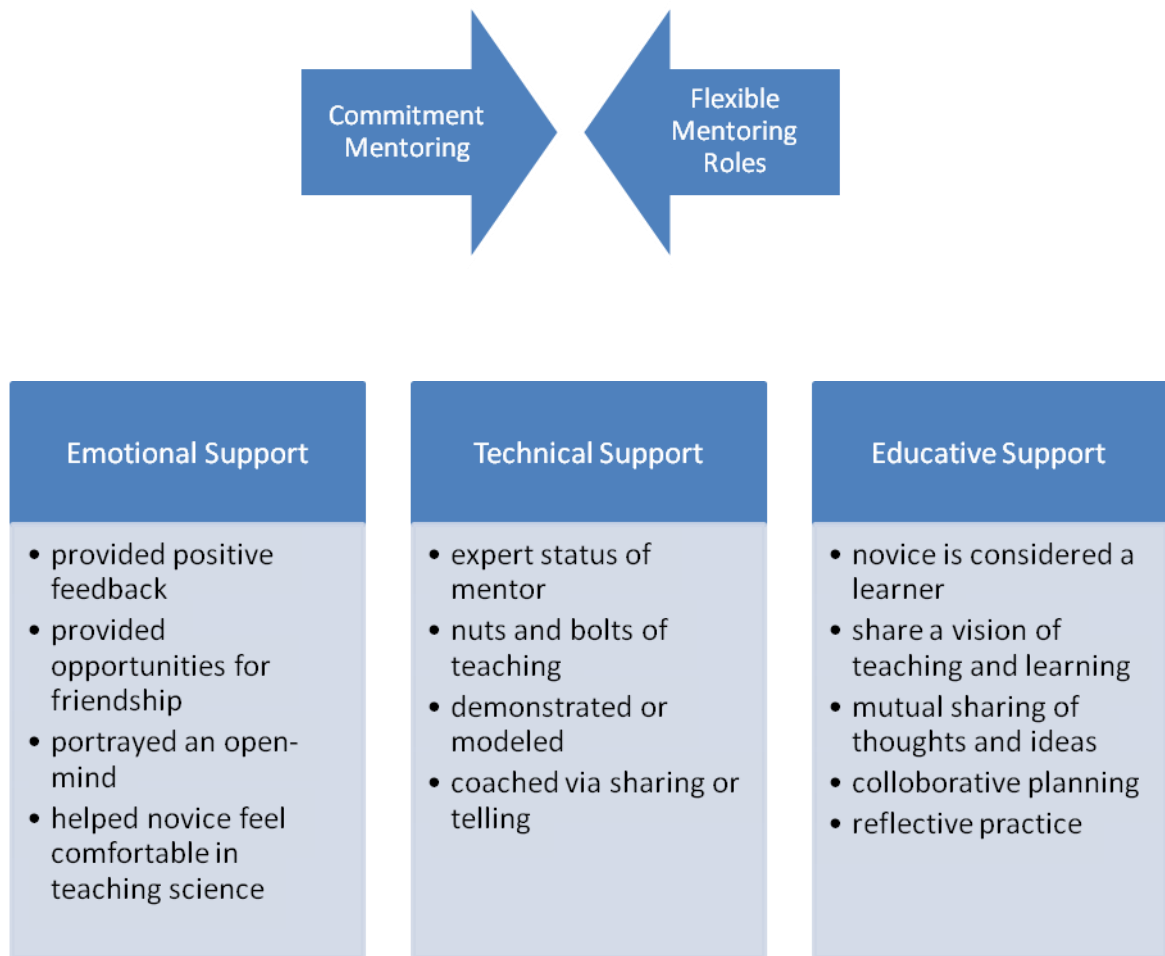 Commitment
Mentoring
Flexible
Mentoring
Roles
Emotional Support
• provided positive
feedback
• provided
opportunities for
friendship
• portrayed an open-
mind
• helped novice feel
comfortable in
teaching science
Technical Support
• expert status of
mentor
• nuts and bolts of
teaching
• demonstrated or
modeled
• coached via sharing or
telling
Educative Support
• novice is considered a
learner
• share a vision of
teaching and learning
• mutual sharing of
thoughts and ideas
• colloborative planning
• reflective practice